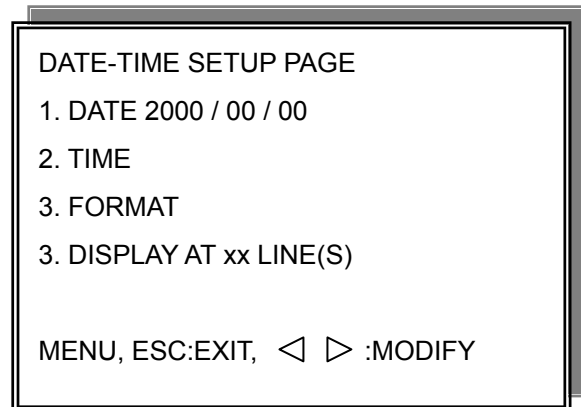 DATE-TIME SETUP PAGE
1. DATE 2000 / 00 / 00
2. TIME
3. FORMAT
3. DISPLAY AT xx LINE(S)
MENU, ESC:EXIT, ◁ ▷ :MODIFY